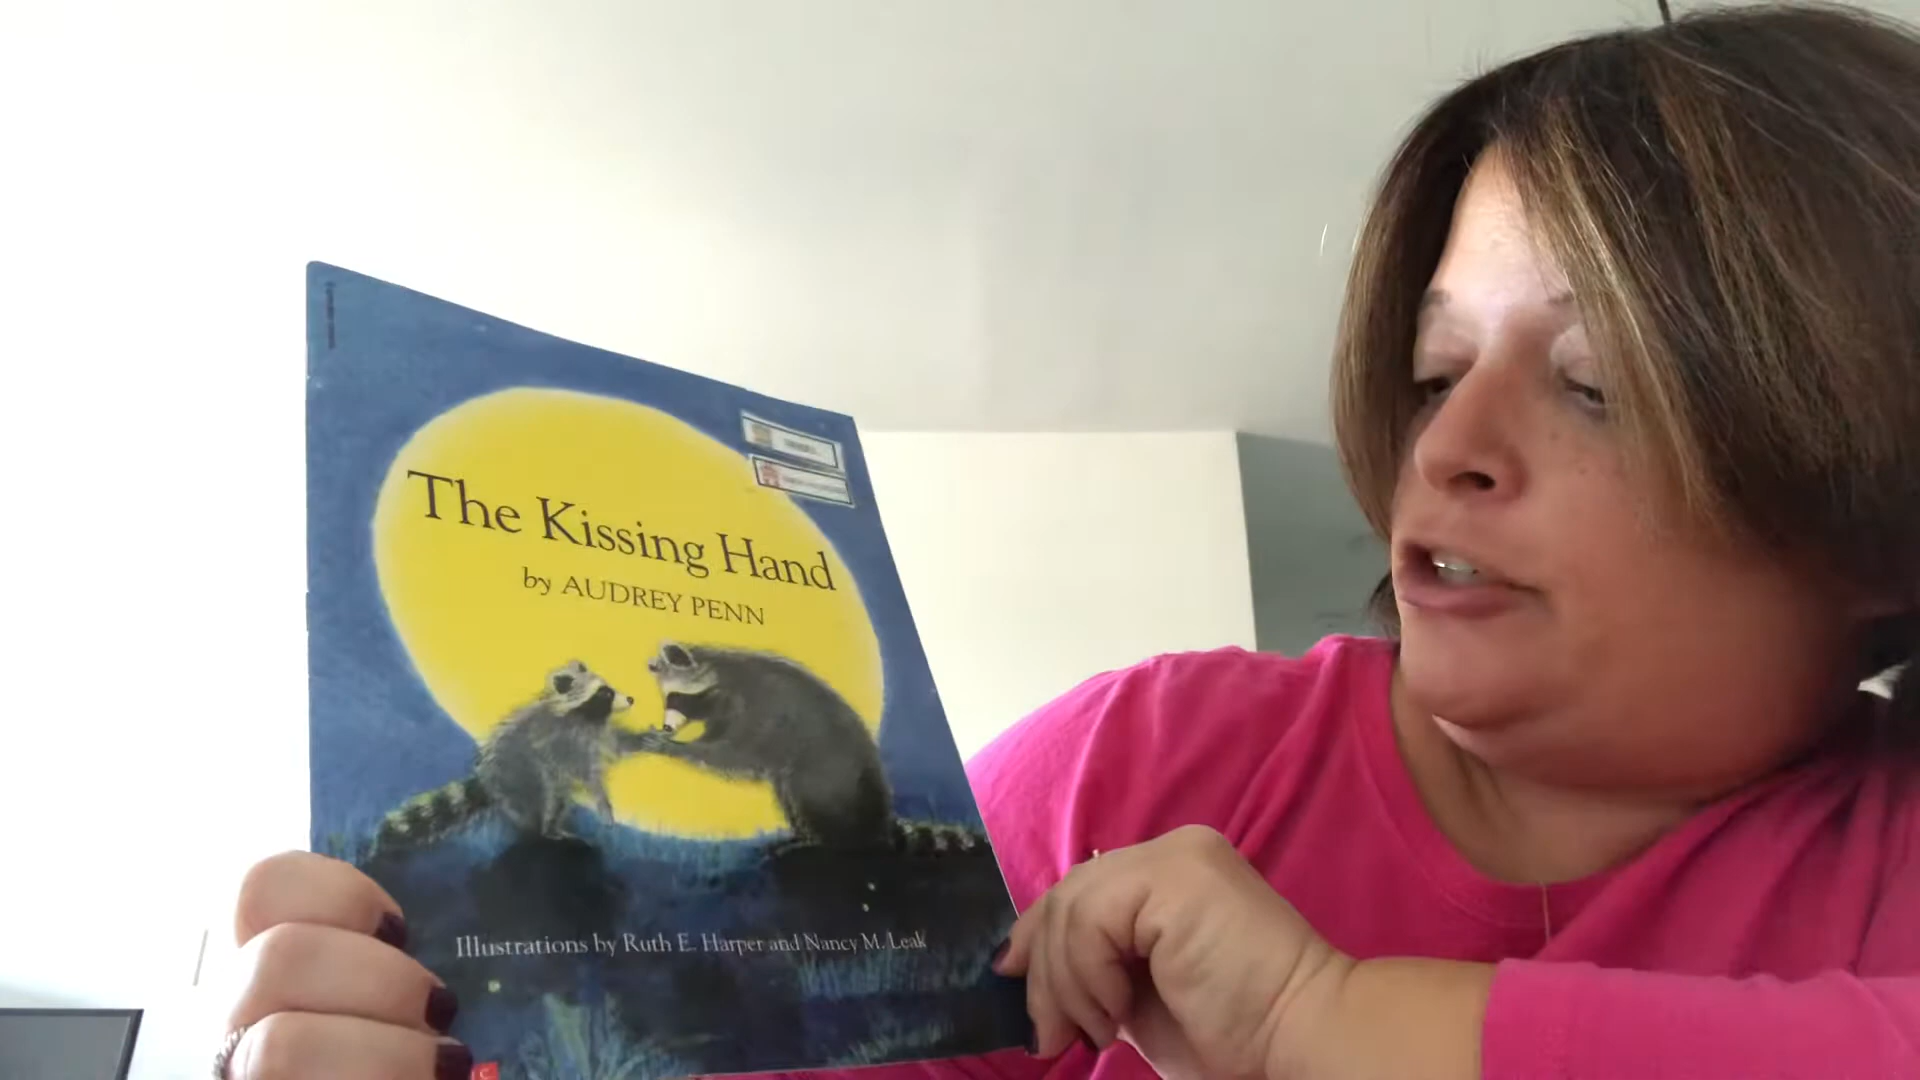 The Kissing Hand
by AUDREY PENN
Illustrations by Ruth E. Harper and Nancy M. Leak